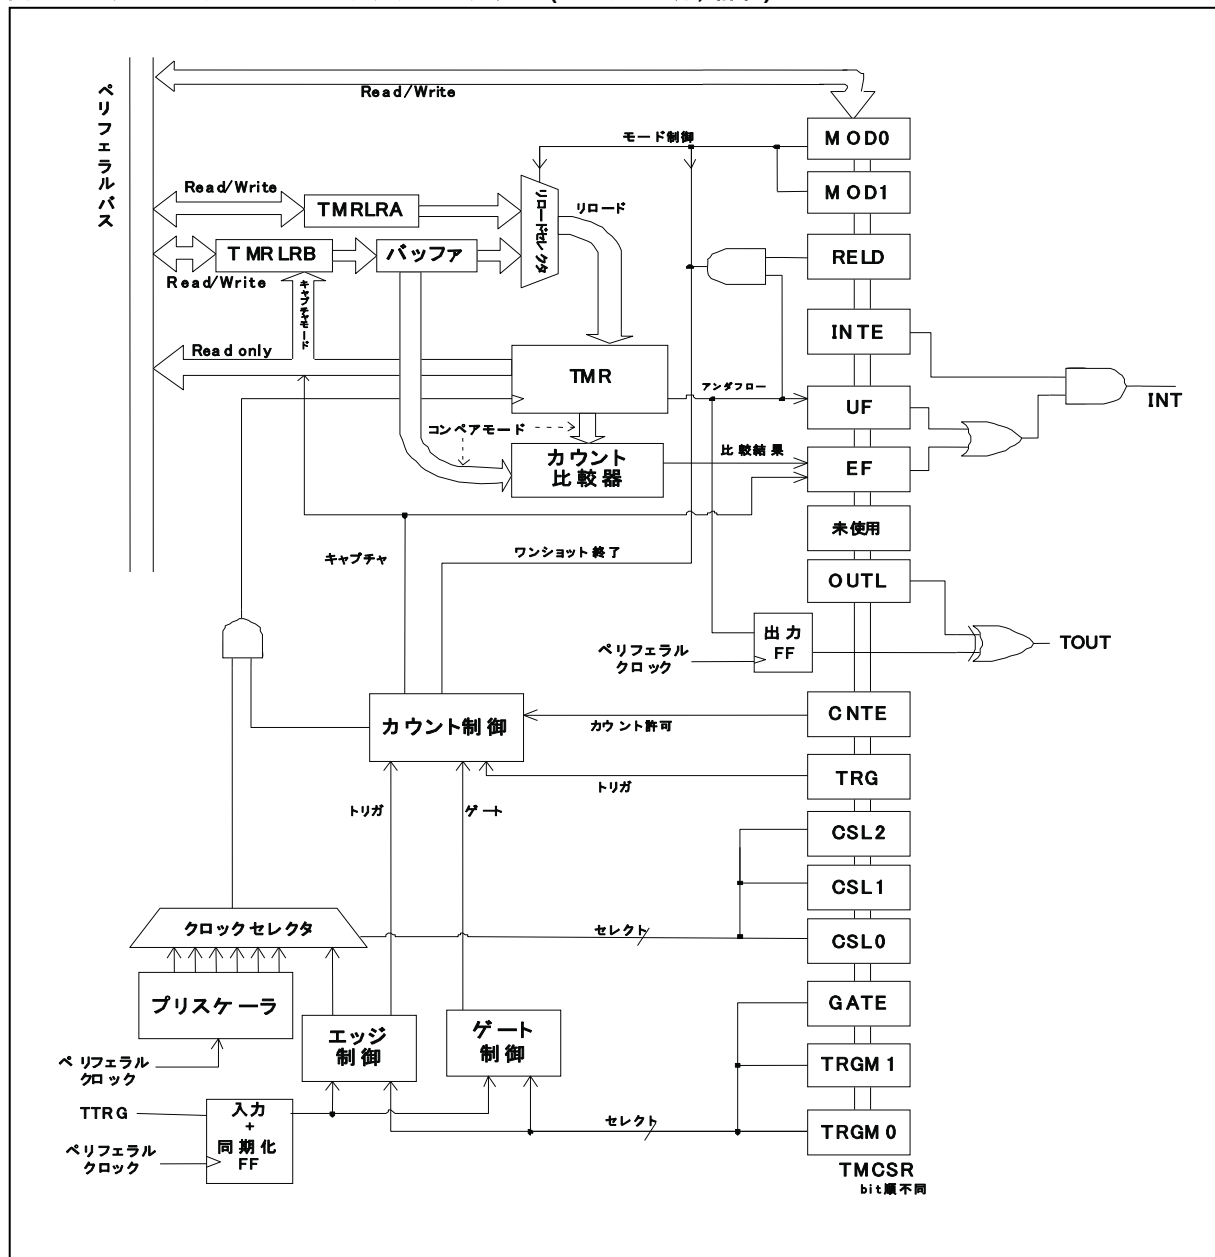 ペリフェラルバス
Read/Write
MOD0
モード制御
MOD1
Read/Write
TMRLRA
リロードセレクタ
リロード
TMRLRB
バッファ
RELD
Read/Write
キャプチャモード
INTE
Read only
TMR
アンダフロー
UF
INT
コンペアモード
カウント
比較器
比較結果
EF
未使用
キャプチャ
ワンショット終了
OUTL
出力
FF
ペリフェラル
クロック
TOUT
カウント制御
カウント許可
CNTE
トリガ
TRG
トリガ
ゲート
CSL2
CSL1
クロックセレクタ
セレクト
CSL0
プリスケーラ
GATE
エッジ
制御
ゲート
制御
ペリフェラル
クロック
TRGM1
TTRG
入力
+
同期化
FF
セレクト
TRGM0
ペリフェラル
クロック
TMCSR
bit順不同